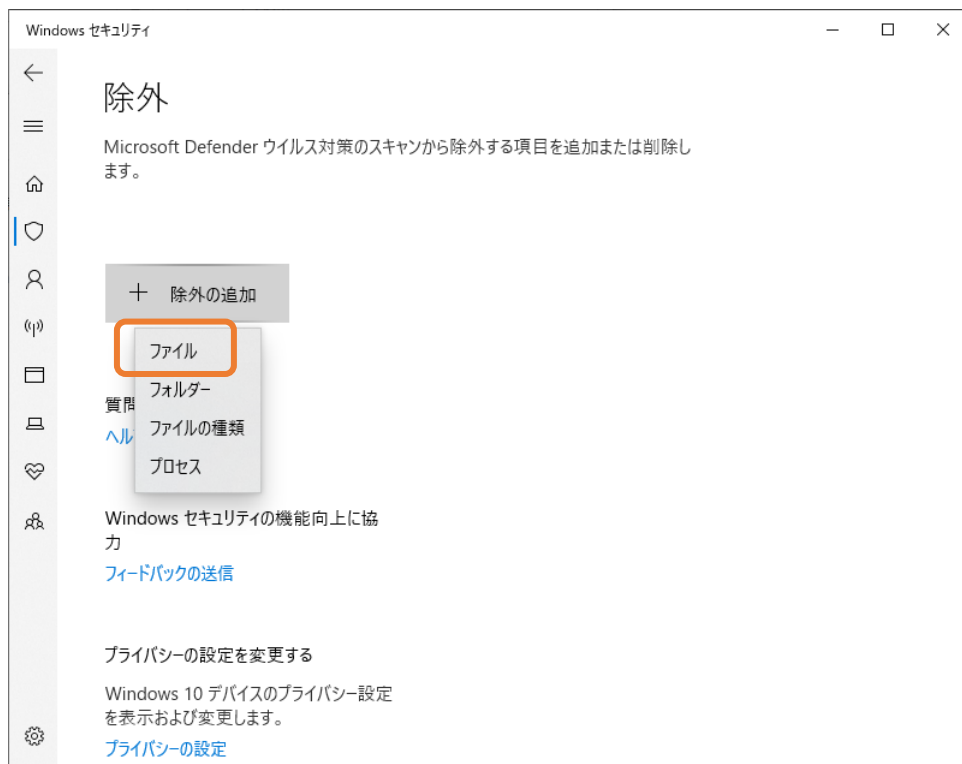 Windows セキュリティ
除外
Microsoft Defender ウイルス対策のスキャンから除外する項目を追加または削除し
ます。
除外の追加
ファイル
フォルダー
ファイルの種類
プロセス
質問
ヘル
Windows セキュリティの機能向上に協
力
フィードバックの送信
プライバシーの設定を変更する
Windows 10 デバイスのプライバシー設定
を表示および変更します。
プライバシーの設定